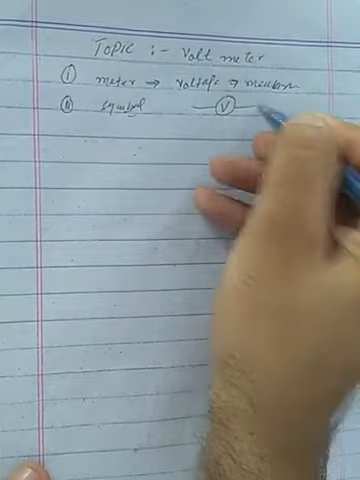 Topic :- Volt meter
① meter → voltage → measure
② symbol —(V)—